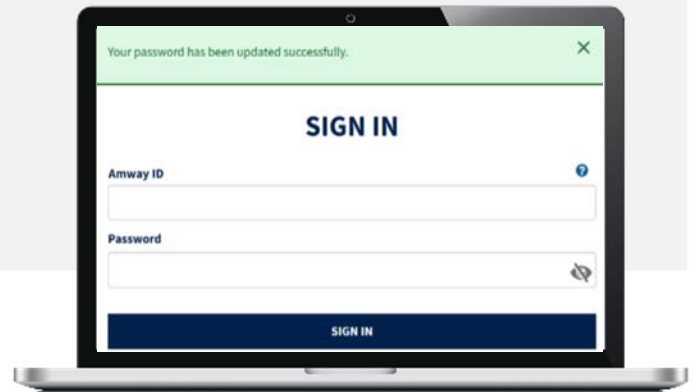 Your password has been updated successfully.
SIGN IN
Amway ID
Password
SIGN IN